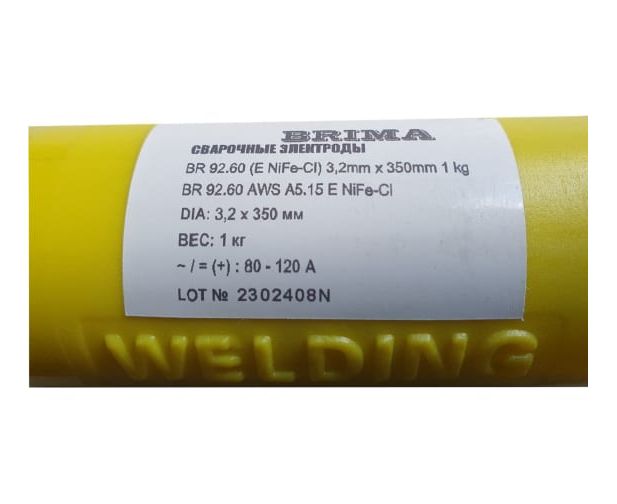 BRIMA
СВАРОЧНЫЕ ЭЛЕКТРОДЫ
BR 92.60 (E NiFe-CI) 3,2mm x 350mm 1 kg
BR 92.60 AWS A5.15 E NiFe-CI
DIA: 3,2 x 350 мм
ВЕС: 1 кг
~ / = (+) : 80 - 120 A
LOT № 2302408N
WELDING